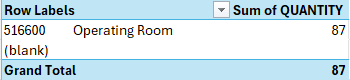 Row Labels Sum of QUANTITY
516600 Operating Room 87
(blank)
Grand Total 87